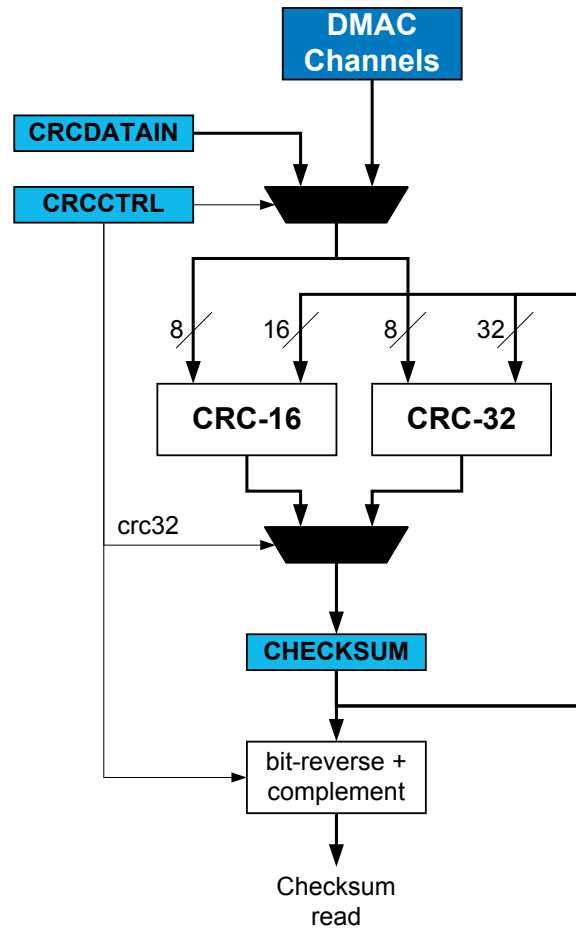 DMAC
Channels
CRCDATAIN
CRCCTRL
8
16
8
32
CRC-16
CRC-32
crc32
CHECKSUM
bit-reverse +
complement
Checksum
read